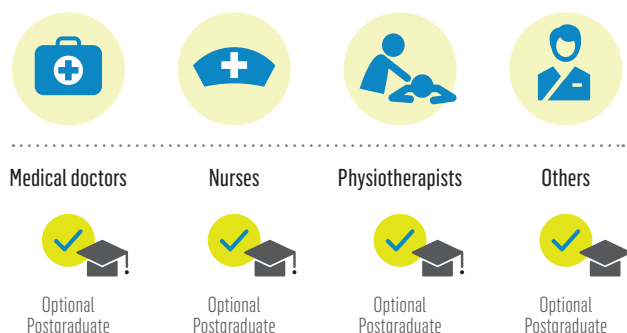 Medical doctors Nurses Physiotherapists Others
Optional Optional Optional Optional
Postgraduate Postgraduate Postgraduate Postgraduate